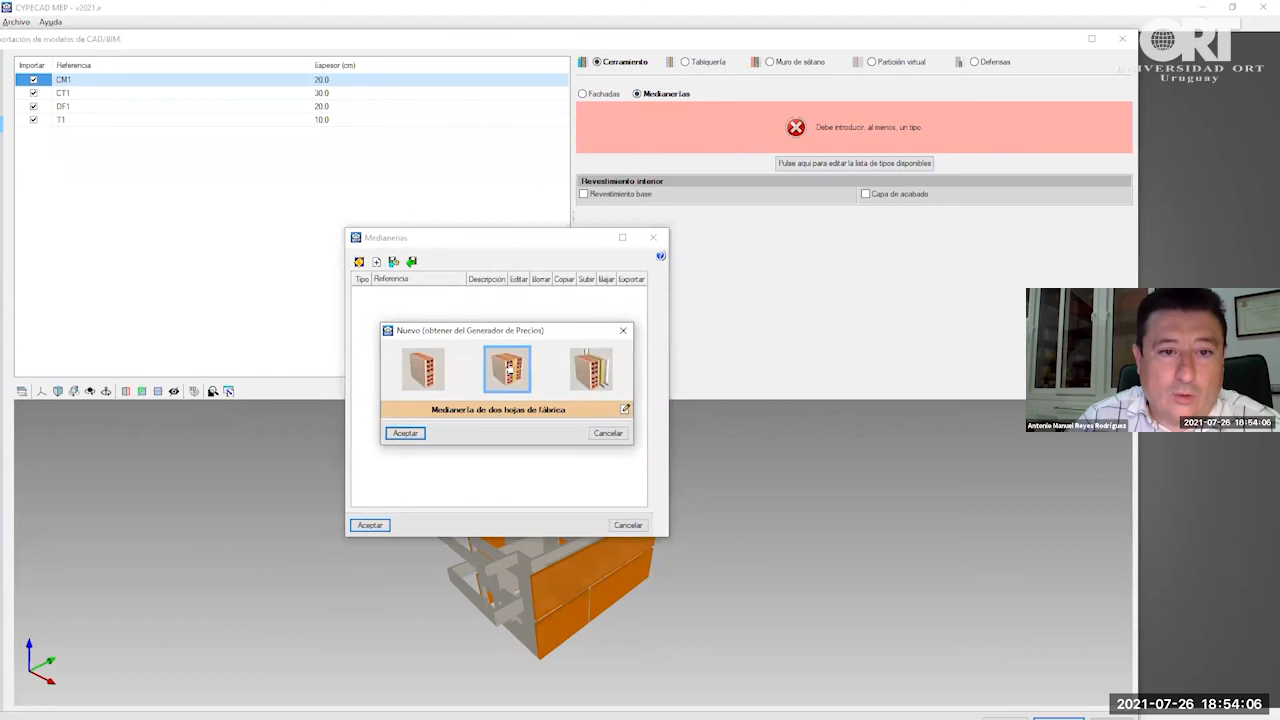 CYPECAD MEP - v2021.e
Archivo Ayuda
ortación de modelos de CAD/BIM.
ORT
UNIVERSIDAD ORT
Uruguay
Importar Referencia Espesor (cm)
CM1 20.0
CT1 30.0
DF1 20.0
T1 10.0
Cerramiento Tabiquería Muro de sótano Partición virtual Defensas
Fachadas Medianerías
Debe introducir, al menos, un tipo
Pulse aquí para editar la lista de tipos disponibles
Revestimiento interior
Revestimiento base Capa de acabado
Medianerías
Tipo Referencia Descripción Editar Borrar Copiar Subir Bajar Exportar
Nuevo (obtener del Generador de Precios)
Medianería de dos hojas de fábrica
Aceptar Cancelar
Aceptar Cancelar
Antonio Manuel Reyes Rodríguez
2021-07-26 18:54:06
2021-07-26 18:54:06